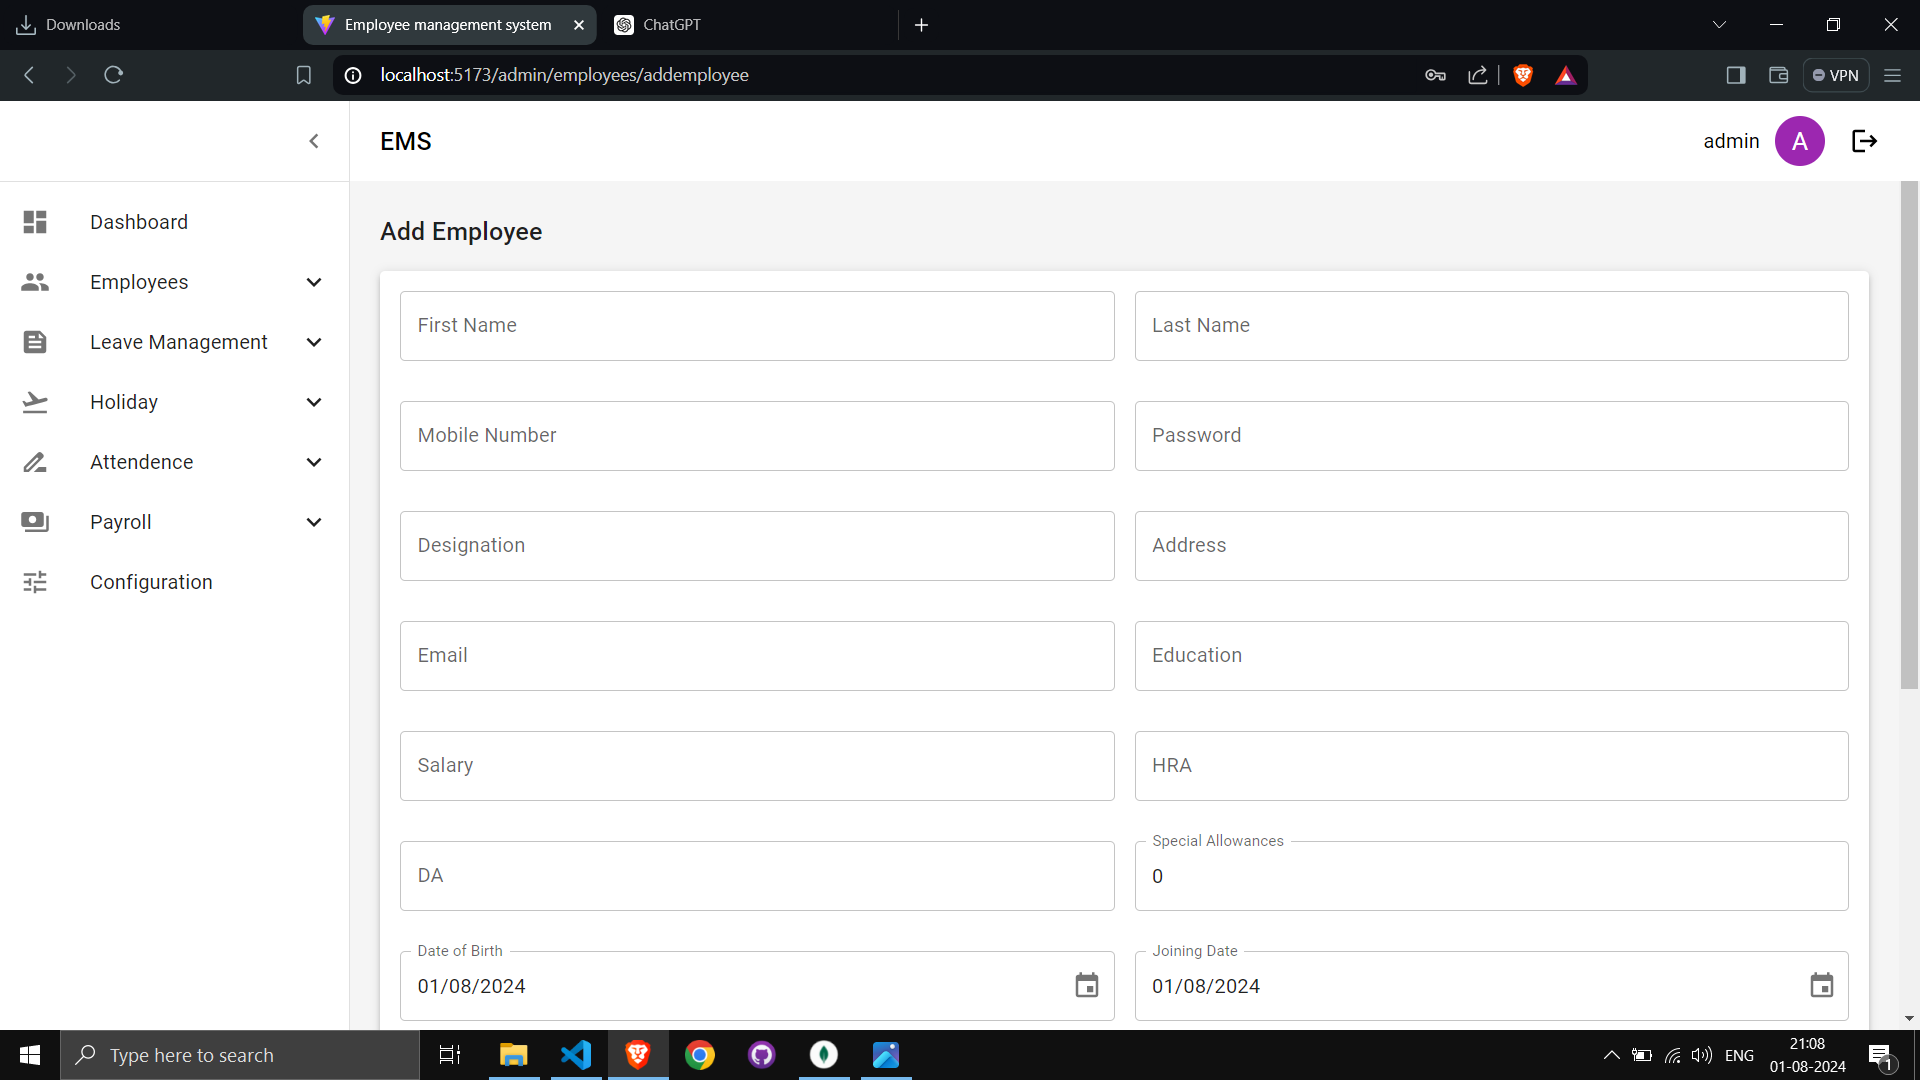 Downloads
Employee management system
ChatGPT
localhost:5173/admin/employees/addemployee
VPN
EMS
admin
A
Dashboard
Employees
Leave Management
Holiday
Attendence
Payroll
Configuration
Add Employee
First Name
Last Name
Mobile Number
Password
Designation
Address
Email
Education
Salary
HRA
DA
Special Allowances
0
Date of Birth
01/08/2024
Joining Date
01/08/2024
Type here to search
ENG
21:08
01-08-2024
1